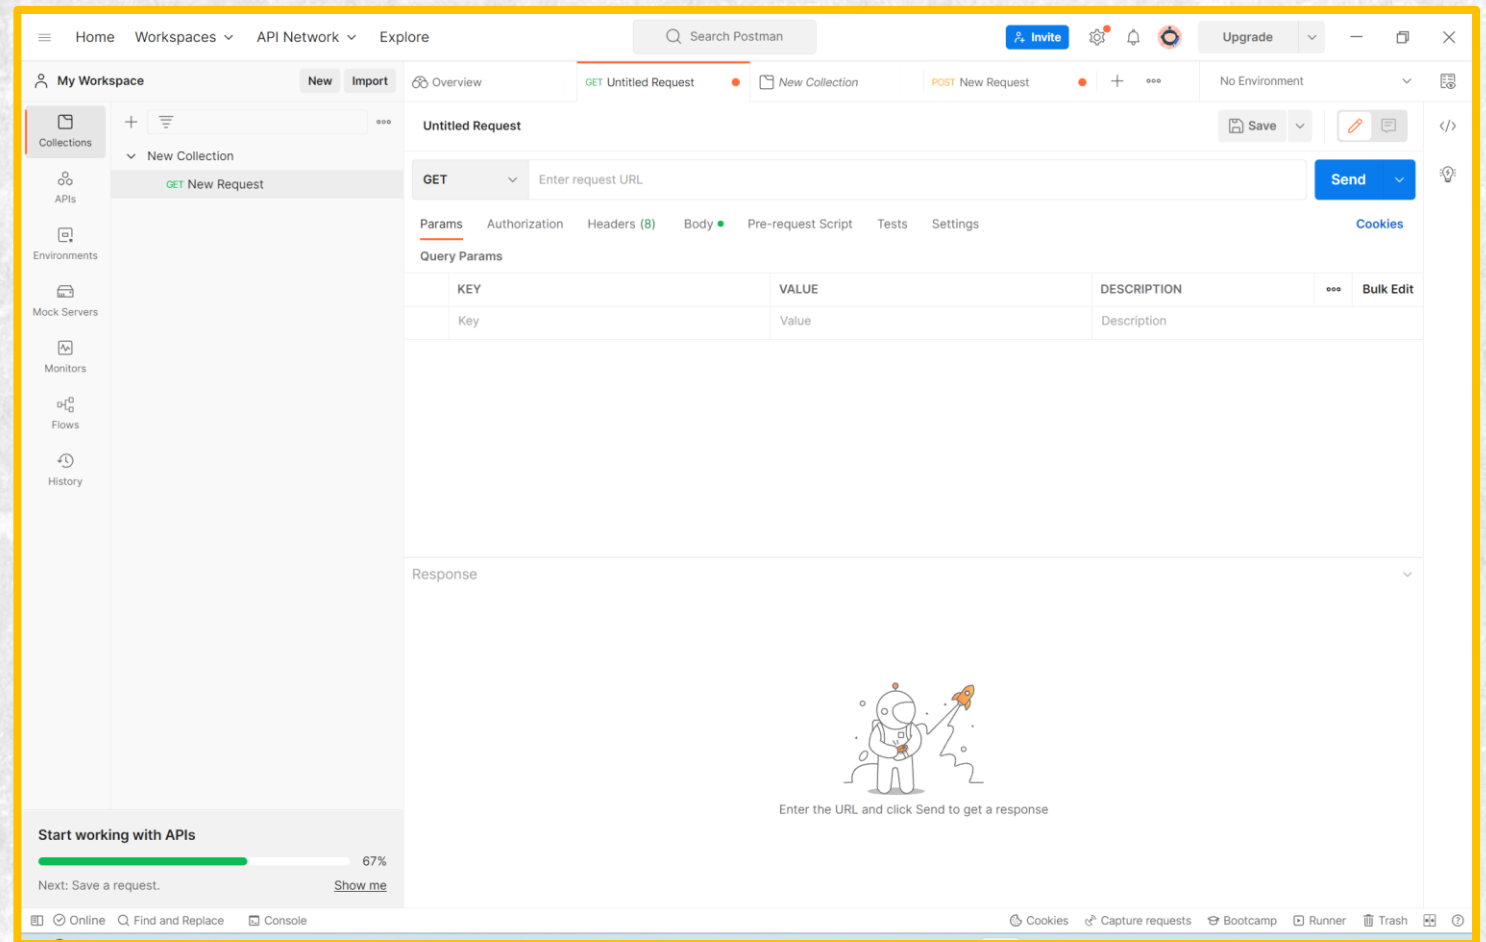 Home Workspaces API Network Explore Search Postman Invite Upgrade
My Workspace New Import Overview GET Untitled Request New Collection POST New Request No Environment
Collections
APIs
Environments
Mock Servers
Monitors
Flows
History
New Collection
GET New Request
Untitled Request Save
GET Enter request URL Send
Params Authorization Headers (8) Body Pre-request Script Tests Settings Cookies
Query Params
KEY VALUE DESCRIPTION Bulk Edit
Key Value Description
Response
Enter the URL and click Send to get a response
Start working with APIs
67%
Next: Save a request. Show me
Online Find and Replace Console Cookies Capture requests Bootcamp Runner Trash